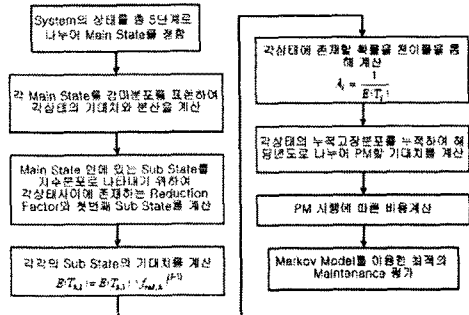 System의 상태를 총 5단계로
나누어 Main State를 정함
각 Main State를 감마분포를 표현하여
각상태의 기대치와 분산을 계산
Main State 안에 있는 Sub State를
지수분포로 나타내기 위하여
각상태사이에 존재하는 Reduction
Factor와 첫번째 Sub State를 계산
각각의 Sub State의 기대치를 계산
각상태에 존재할 확률을 천이률을 통
해 계산
각상태의 누적고장분포를 누적하여 해
당년도로 나누어 PM할 기대치를 계산
PM 시행에 따른 비용계산
Markov Model를 이용한 최적의
Maintenance 평가